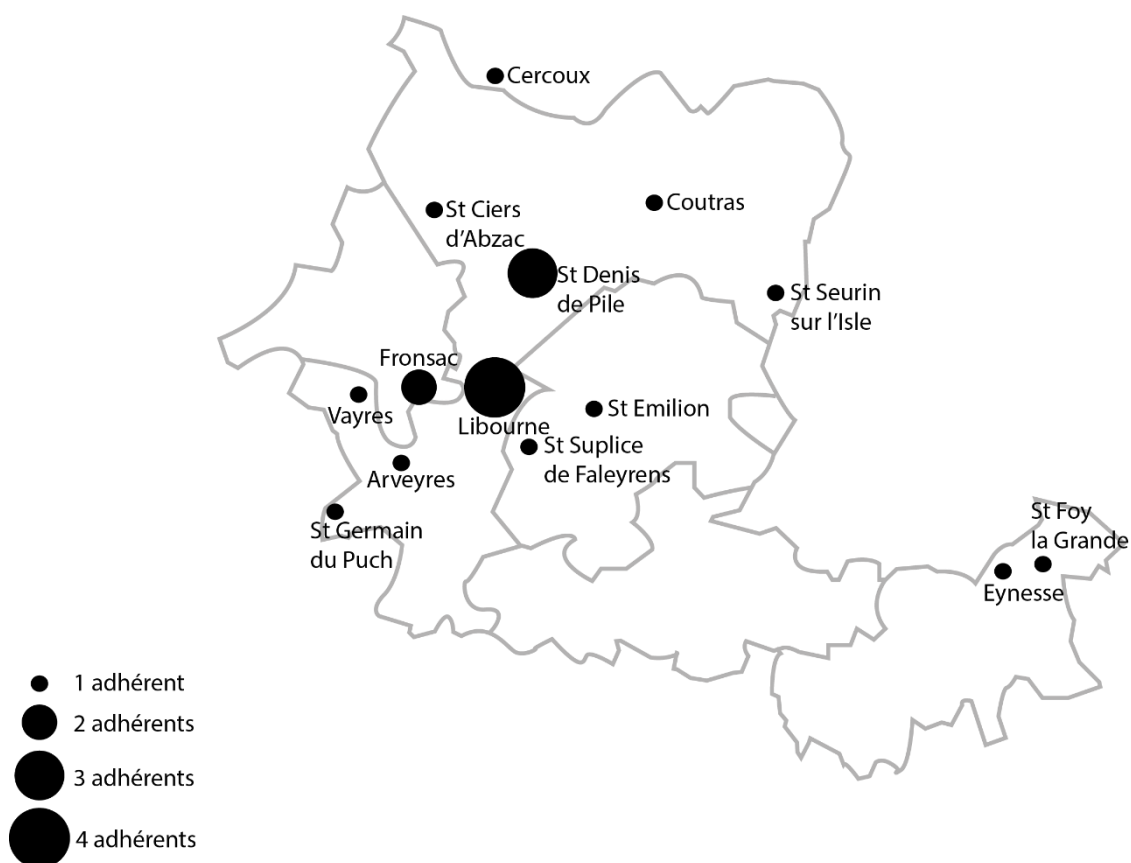 Cercoux
St Ciers
d'Abzac
Coutras
St Denis
de Pile
St Seurin
sur l'Isle
Fronsac
Vayres
Libourne
St Emilion
St Suplice
de Faleyrens
Arveyres
St Germain
du Puch
St Foy
la Grande
Eynesse
1 adhérent
2 adhérents
3 adhérents
4 adhérents